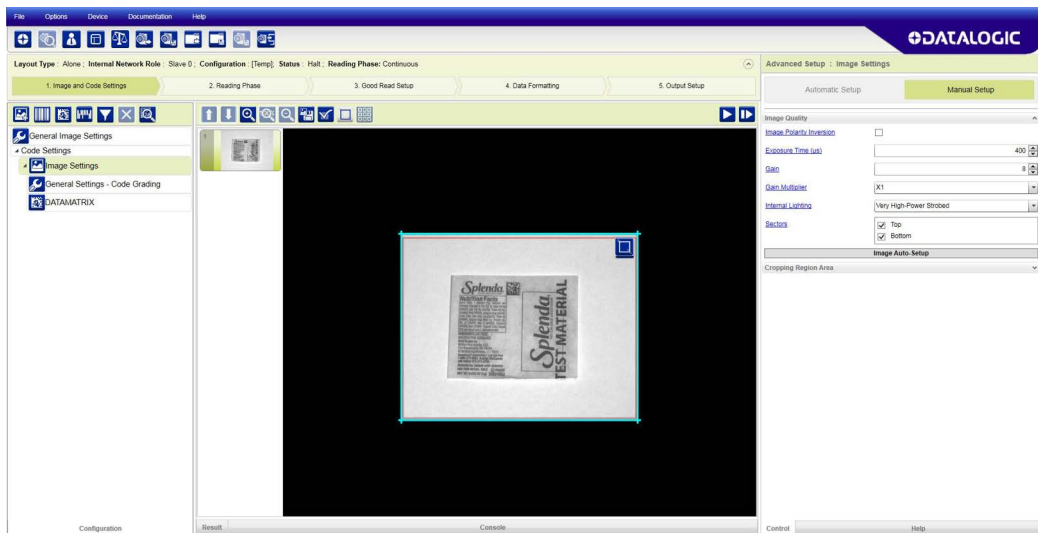 File Options Device Documentation Help
DATALOGIC
Layout Type : Alone ; Internal Network Role : Slave 0 ; Configuration : [Temp]; Status : Halt ; Reading Phase: Continuous
Advanced Setup : Image Settings
1. Image and Code Settings 2. Reading Phase 3. Good Read Setup 4. Data Formatting 5. Output Setup
Automatic Setup Manual Setup
General Image Settings
Code Settings
Image Settings
General Settings - Code Grading
DATAMATRIX
1
Splenda
Nutrition Facts
Splenda
TEST MATERIAL
Image Quality
Image Polarity Inversion
Exposure Time (us) 400
Gain 8
Gain Multiplier X1
Internal Lighting Very High-Power Strobed
Sectors Top
Bottom
Image Auto-Setup
Cropping Region Area
Configuration Result Console Control Help